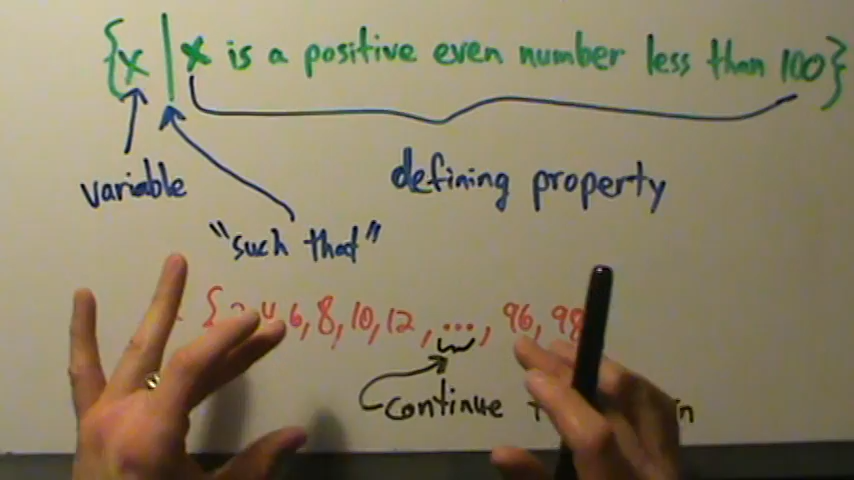 {x | x is a positive even number less than 100}
variable
defining property
"such that"
{ 4, 6, 8, 10, 12, ..., 96, 98
continue